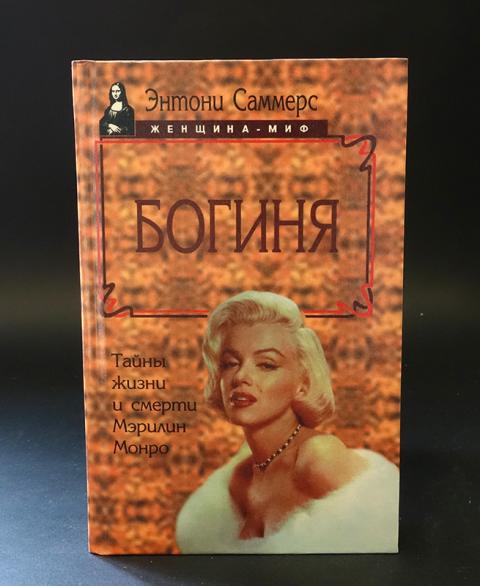 Энтони Саммерс
ЖЕНЩИНА-МИФ
БОГИНЯ
Тайны
жизни
и смерти
Мэрилин
Монро